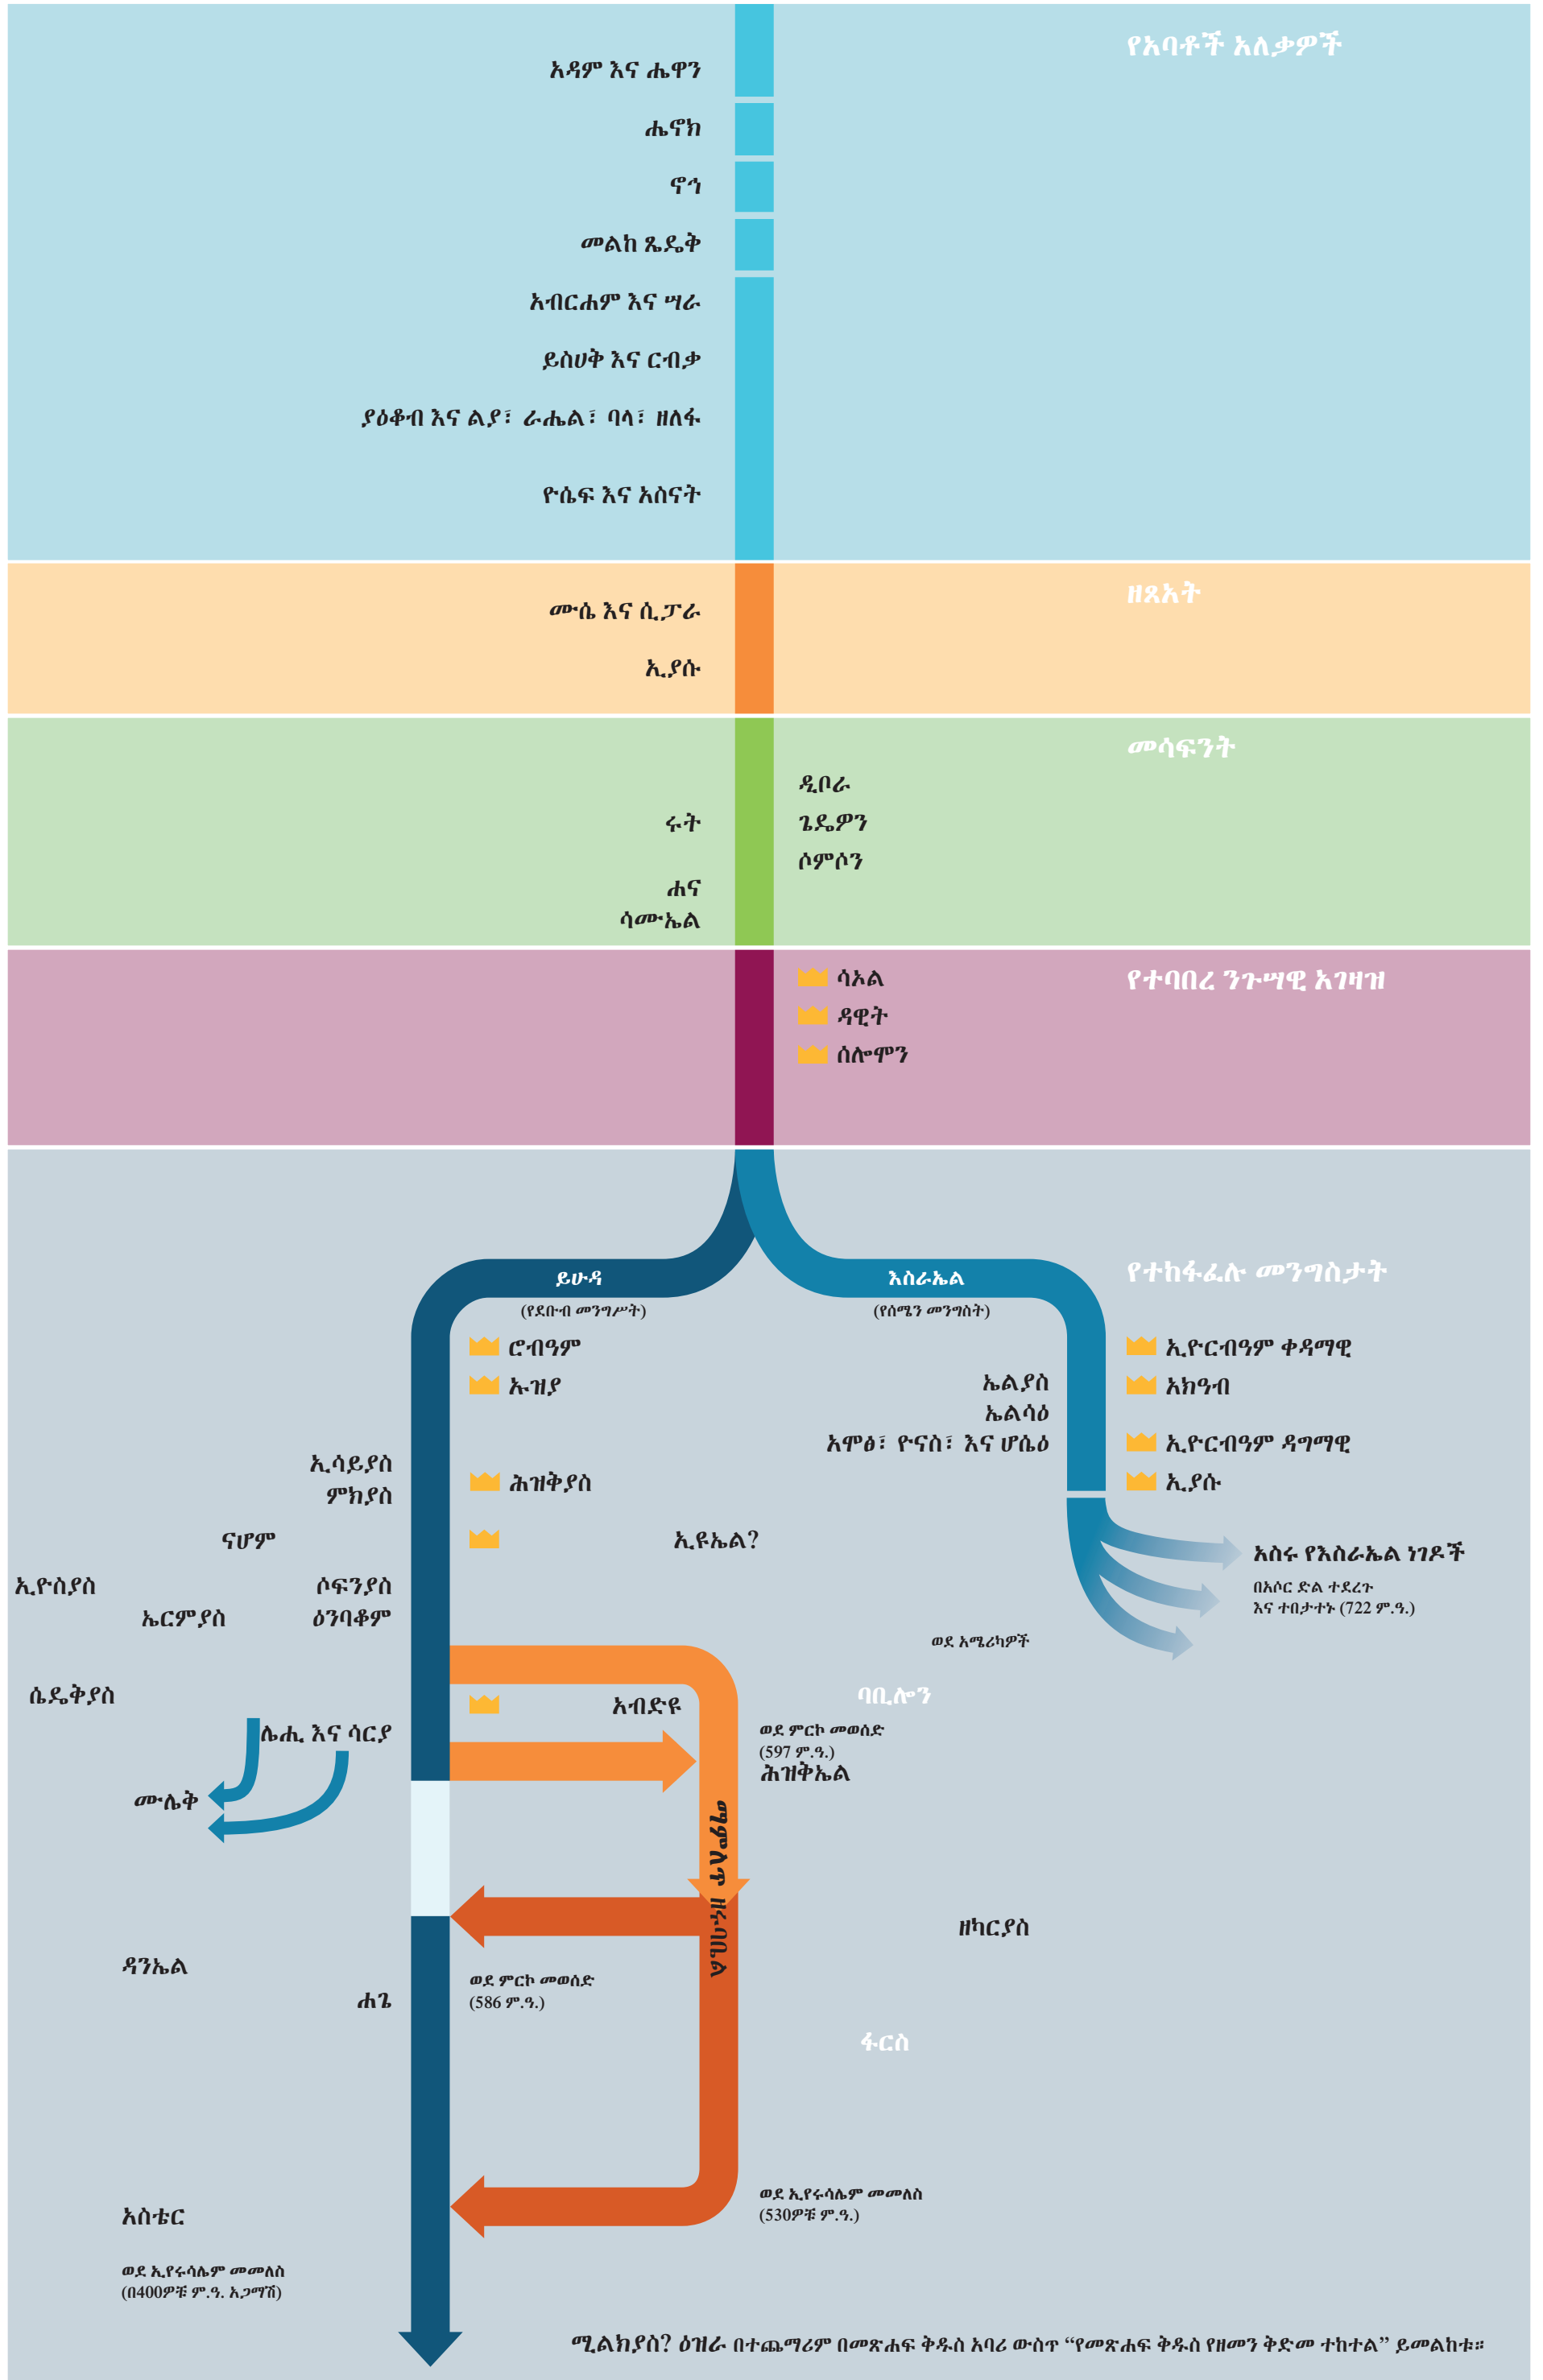 የአባቶች አለቃዎች
አዳም እና ሔዋን
ሔኖክ
ኖኅ
መልከ ጼዴቅ
አብርሐም እና ሣራ
ይስሀቅ እና ርብቃ
ያዕቆብ እና ልያ፣ ራሔል፣ ባላ፣ ዘለፋ
ዮሴፍ እና አስናት
ዘጸአት
ሙሴ እና ሲፓራ
ኢያሱ
መሳፍንት
ዲቦራ
ሩት
ጌዴዎን
ሶምሶን
ሐና
ሳሙኤል
የተባበረ ንጉሣዊ አገዛዝ
ሳኦል
ዳዊት
ሰሎሞን
የተከፋፈሉ መንግስታት
ይሁዳ
(የደቡብ መንግሥት)
እስራኤል
(የሰሜን መንግስት)
ሮብዓም
ኡዝያ
ኢዮርብዓም ቀዳማዊ
አክዓብ
ኤልያስ
ኤልሳዕ
አሞፅ፣ ዮናስ፣ እና ሆሴዕ
ኢዮርብዓም ዳግማዊ
ኢያሱ
ኢሳይያስ
ምክያስ
ሕዝቅያስ
ናሆም
ኢዩኤል?
አስሩ የእስራኤል ነገዶች
በአሶር ድል ተደረጉ
እና ተበታተኑ (722 ም.ዓ.)
ኢዮስያስ
ሶፍንያስ
ኤርምያስ
ዕንባቆም
ወደ አሜሪካዎች
ሴዴቅያስ
አብድዩ
ባቢሎን
ሌሒ እና ሳርያ
ወደ ምርኮ መወሰድ
(597 ም.ዓ.)
ሕዝቅኤል
ሙሌቅ
ማምለጥ ዘሩባቤል
ዘካርያስ
ዳንኤል
ሐጌ
ወደ ምርኮ መወሰድ
(586 ም.ዓ.)
ፋርስ
ወደ ኢየሩሳሌም መመለስ
(530ዎቹ ም.ዓ.)
አስቴር
ወደ ኢየሩሳሌም መመለስ
(በ400ዎቹ ም.ዓ. አጋማሽ)
ሚልክያስ? ዕዝራ በተጨማሪም በመጽሐፍ ቅዱስ አባሪ ውስጥ “የመጽሐፍ ቅዱስ የዘመን ቅድመ ተከተል” ይመልከቱ።